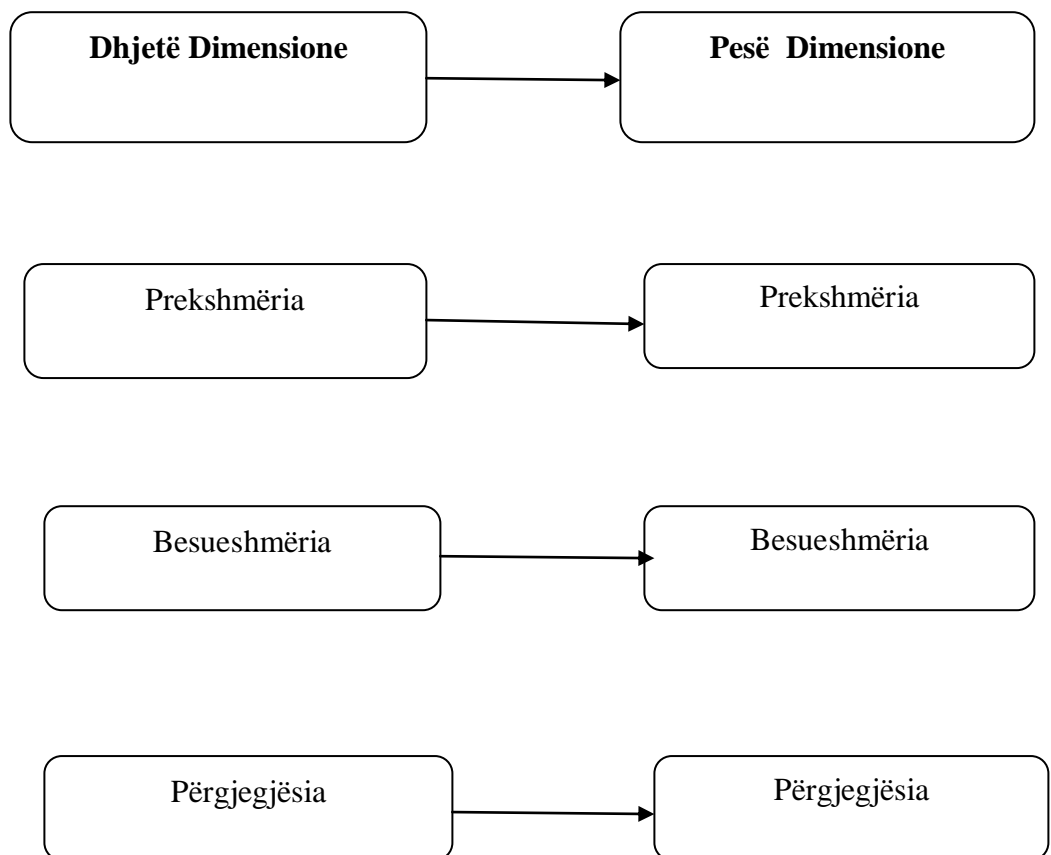 Dhjetë Dimensione
Pesë  Dimensione
Prekshmëria
Prekshmëria
Besueshmëria
Besueshmëria
Përgjegjësia
Përgjegjësia